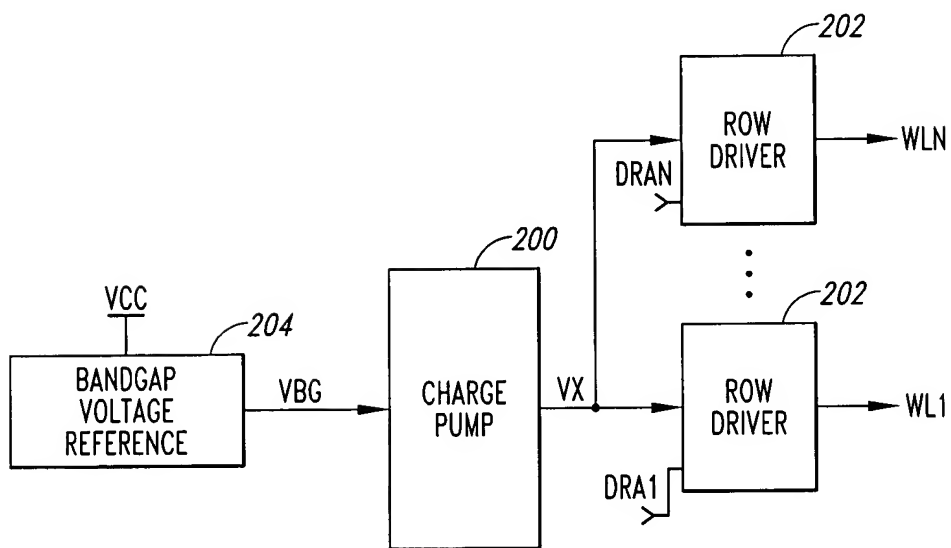 202
ROW
DRIVER
WLN
DRAN
200
202
VCC
204
BANDGAP
VOLTAGE
REFERENCE
VBG
CHARGE
PUMP
VX
ROW
DRIVER
WL1
DRA1